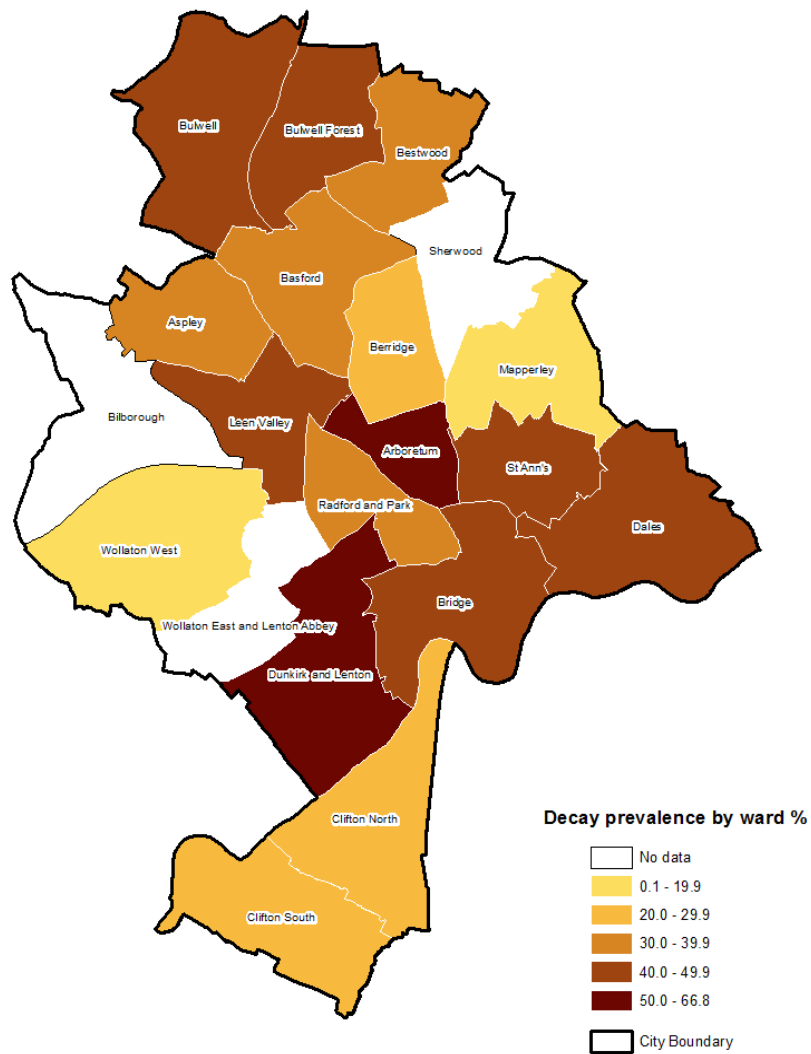 Bulwell
Bulwell Forest
Bestwood
Sherwood
Basford
Aspley
Berridge
Mapperley
Bilborough
Leen Valley
Arboretum
St Ann's
Radford and Park
Dales
Wollaton West
Bridge
Wollaton East and Lenton Abbey
Dunkirk and Lenton
Clifton North
Clifton South
Decay prevalence by ward %
No data
0.1 - 19.9
20.0 - 29.9
30.0 - 39.9
40.0 - 49.9
50.0 - 66.8
City Boundary